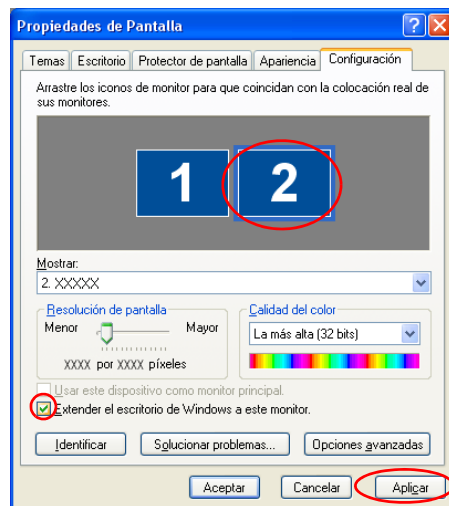 Propiedades de Pantalla
Temas Escritorio Protector de pantalla Apariencia Configuración
Arrastre los iconos de monitor para que coincidan con la colocación real de
sus monitores.
1 2
Mostrar:
2. XXXXX
Resolución de pantalla
Menor Mayor
XXXX por XXXX píxeles
Calidad del color
La más alta (32 bits)
Usar este dispositivo como monitor principal.
Extender el escritorio de Windows a este monitor.
Identificar Solucionar problemas... Opciones avanzadas
Aceptar Cancelar Aplicar